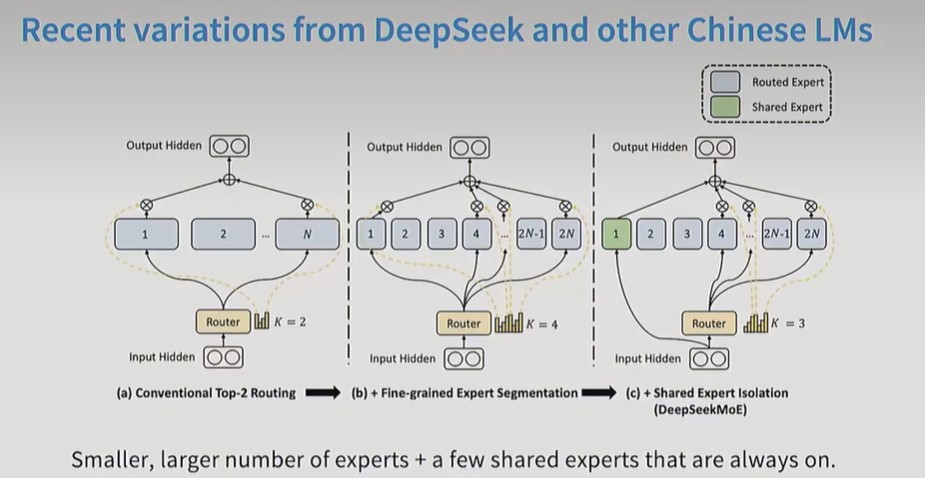 Recent variations from DeepSeek and other Chinese LMs
Routed Expert
Shared Expert
Output Hidden
1
2
...
N
Router
K = 2
Input Hidden
(a) Conventional Top-2 Routing
Output Hidden
1
2
3
4
...
2N-1
2N
Router
K = 4
Input Hidden
(b) + Fine-grained Expert Segmentation
Output Hidden
1
2
3
4
...
2N-1
2N
Router
K = 3
Input Hidden
(c) + Shared Expert Isolation
(DeepSeekMoE)
Smaller, larger number of experts + a few shared experts that are always on.